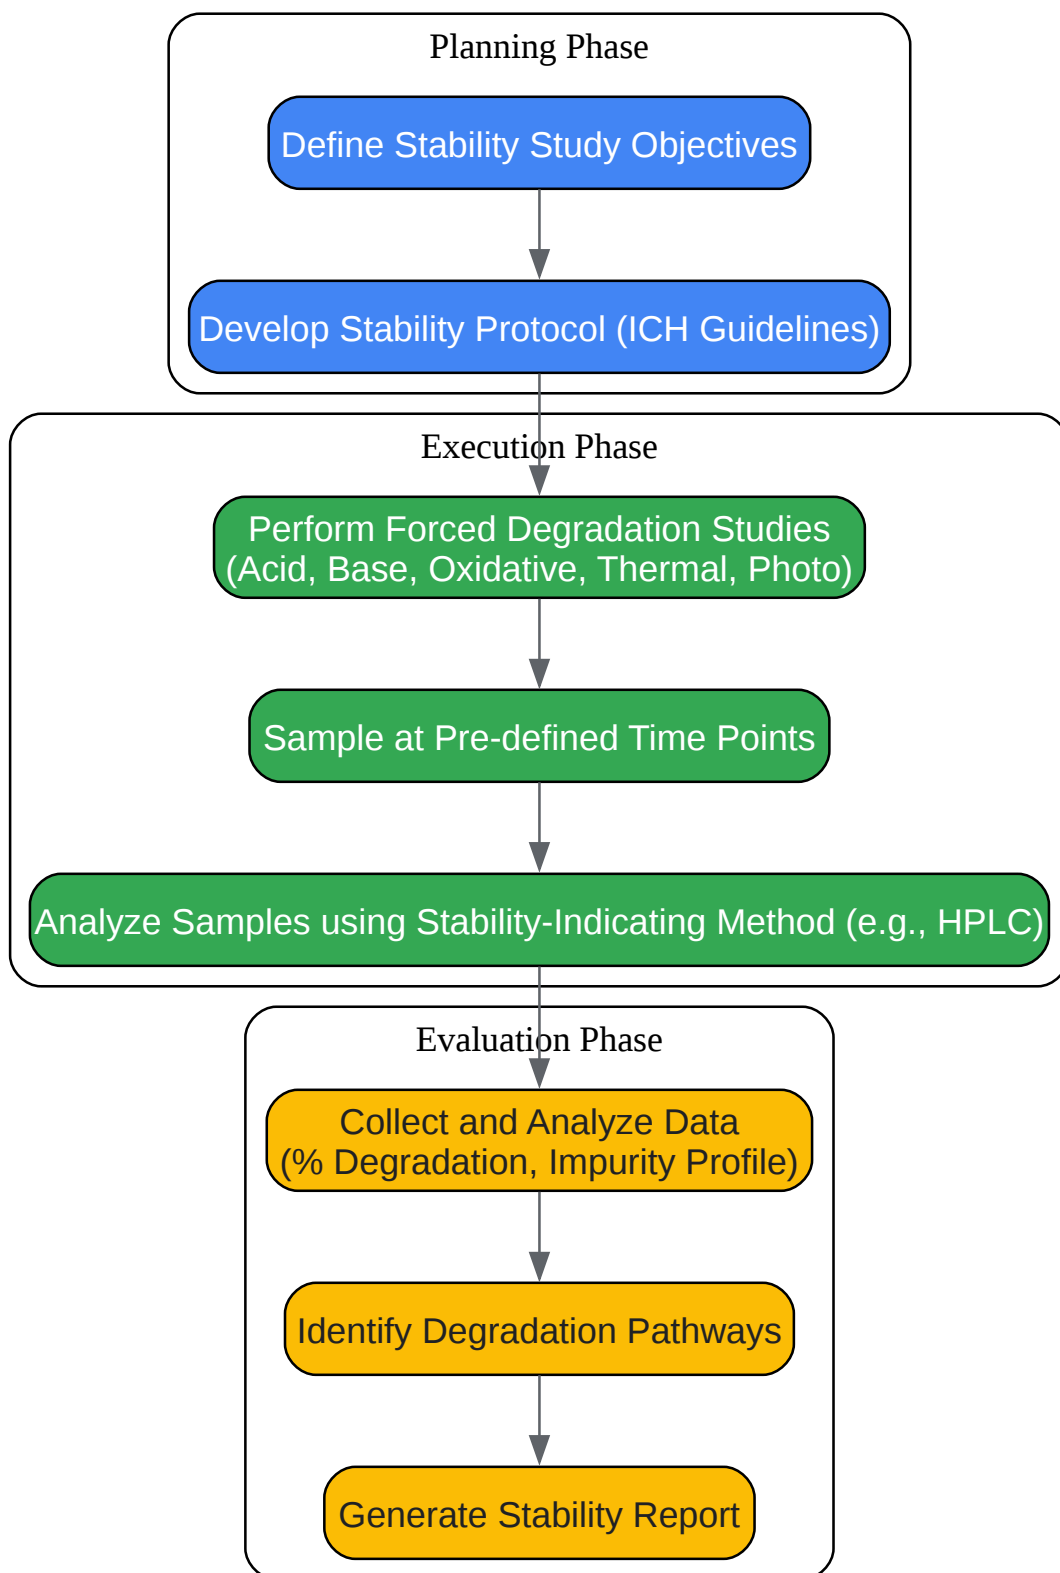 Planning Phase
Define Stability Study Objectives
Develop Stability Protocol (ICH Guidelines)
Execution Phase
Perform Forced Degradation Studies
(Acid, Base, Oxidative, Thermal, Photo)
Sample at Pre-defined Time Points
Analyze Samples using Stability-Indicating Method (e.g., HPLC)
Evaluation Phase
Collect and Analyze Data
(% Degradation, Impurity Profile)
Identify Degradation Pathways
Generate Stability Report